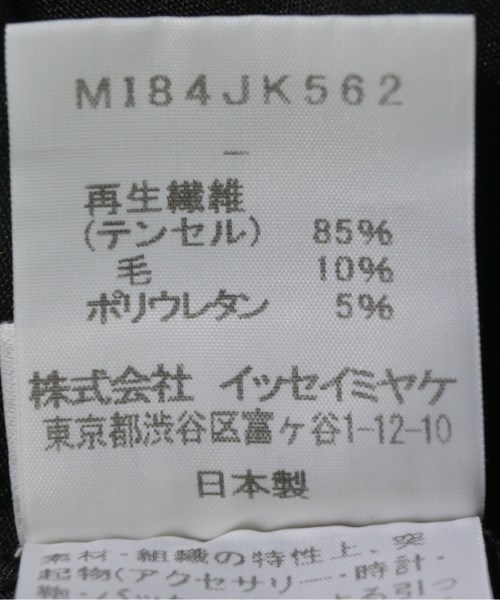 MI84JK562
—
再生繊維
(テンセル) 85%
毛 10%
ポリウレタン 5%
株式会社 イッセイミヤケ
東京都渋谷区富ヶ谷1-12-10
日本製
素材・組織の特性上、突
起物(アクセサリー……時計・